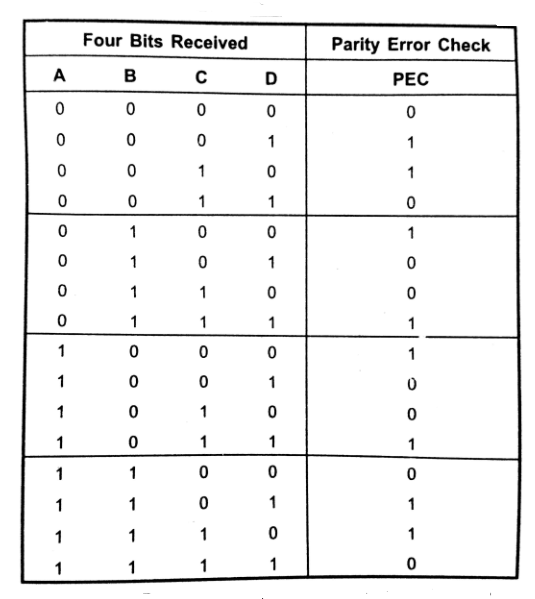 Four Bits Received Parity Error Check
A B C D PEC
0 0 0 0 0
0 0 0 1 1
0 0 1 0 1
0 0 1 1 0
0 1 0 0 1
0 1 0 1 0
0 1 1 0 0
0 1 1 1 1
1 0 0 0 1
1 0 0 1 0
1 0 1 0 0
1 0 1 1 1
1 1 0 0 0
1 1 0 1 1
1 1 1 0 1
1 1 1 1 0